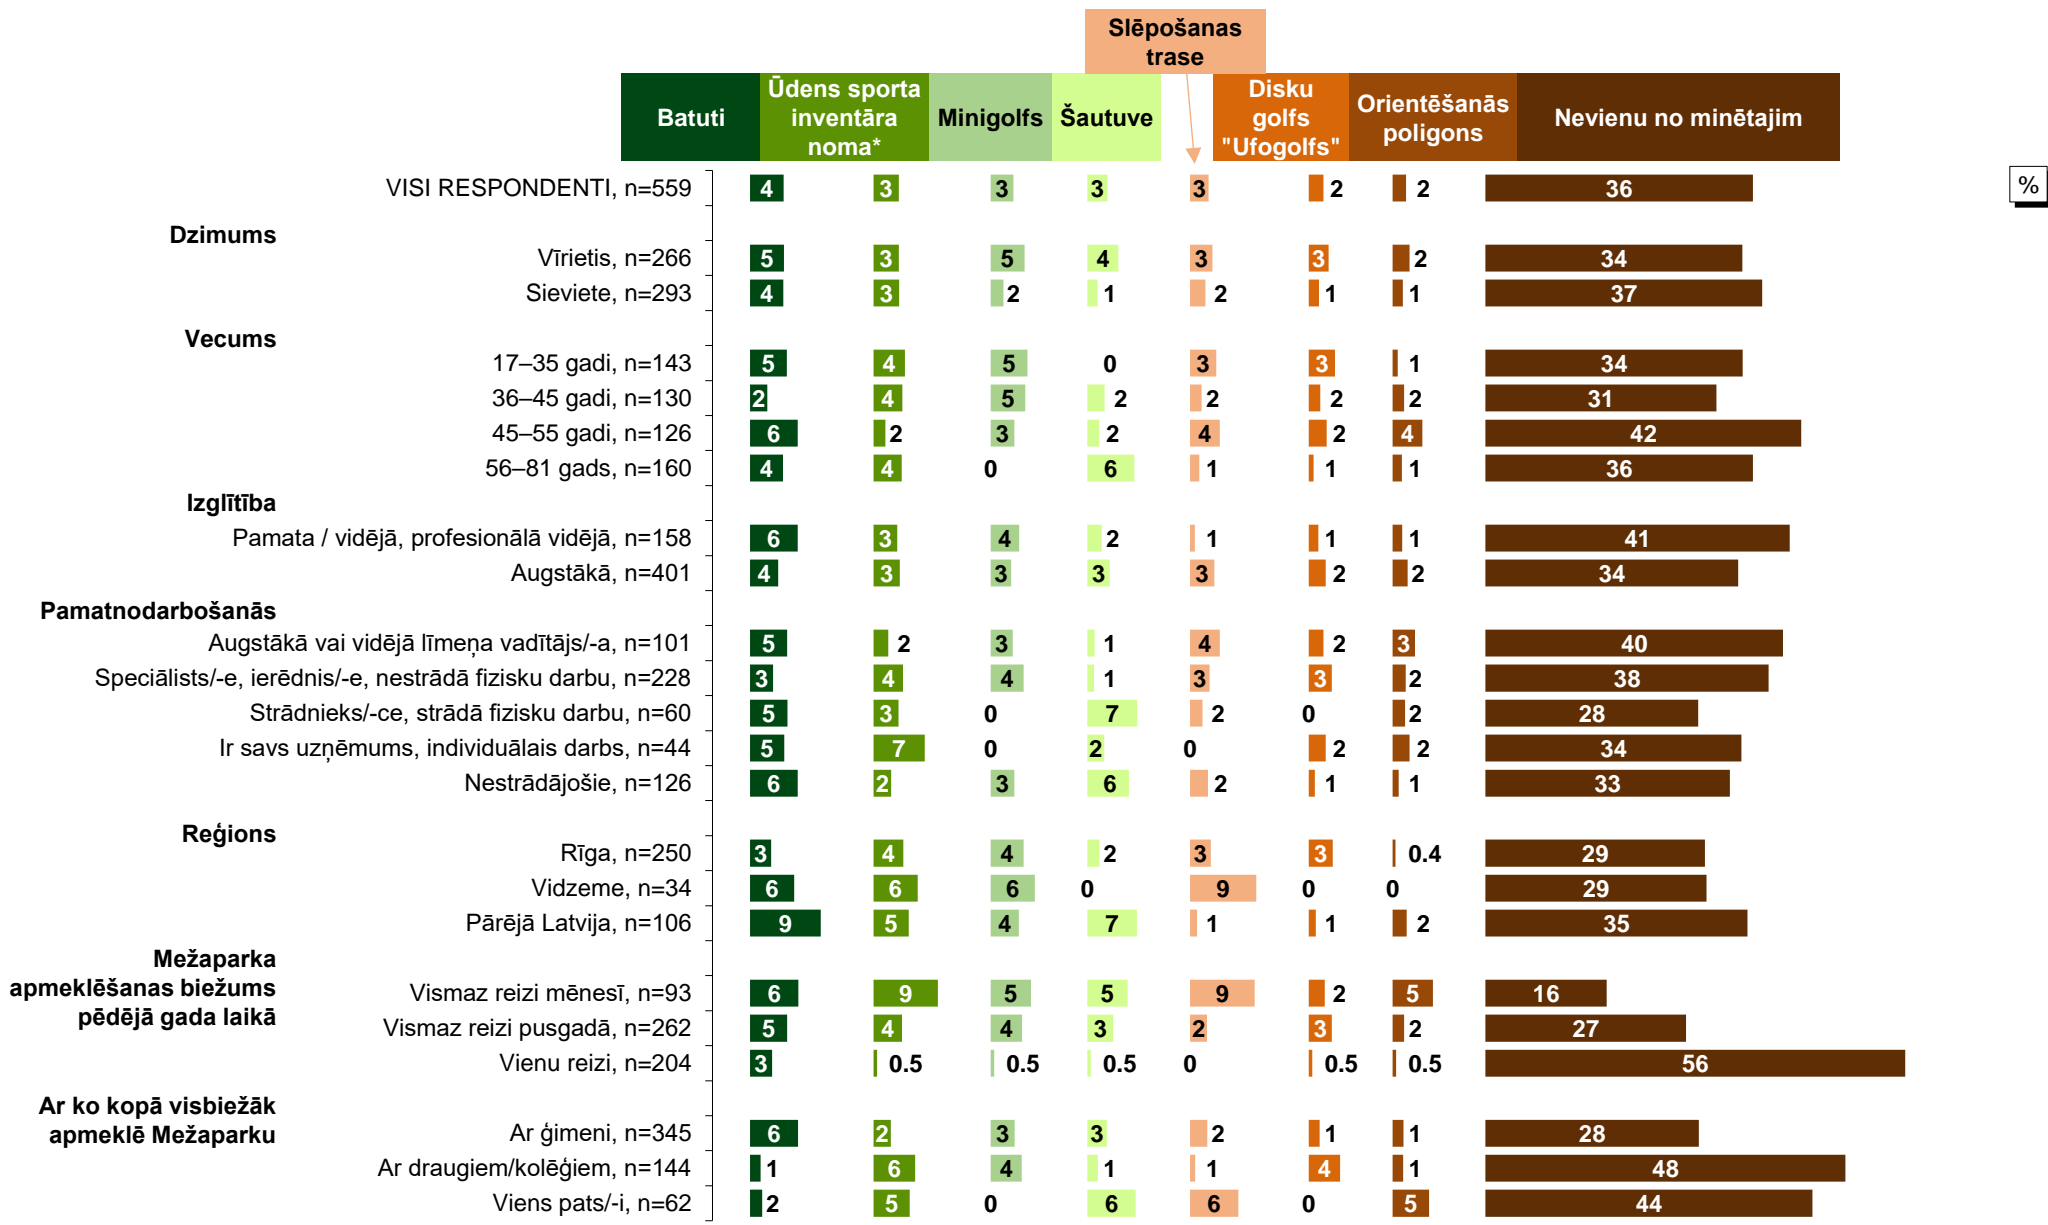 Slēpošanas
trase
Batuti
Ūdens sporta
inventāra
noma*
Minigolfs
Šautuve
Disku
golfs
"Ufogolfs"
Orientēšanās
poligons
Nevienu no minētajim
%
VISI RESPONDENTI, n=559 4 3 3 3 3 2 2 36
Dzimums
Vīrietis, n=266 5 3 5 4 3 3 2 34
Sieviete, n=293 4 3 2 1 2 1 1 37
Vecums
17–35 gadi, n=143 5 4 5 0 3 3 1 34
36–45 gadi, n=130 2 4 5 2 2 2 2 31
45–55 gadi, n=126 6 2 3 2 4 2 4 42
56–81 gads, n=160 4 4 0 6 1 1 1 36
Izglītība
Pamata / vidējā, profesionālā vidējā, n=158 6 3 4 2 1 1 1 41
Augstākā, n=401 4 3 3 3 3 2 2 34
Pamatnodarbošanās
Augstākā vai vidējā līmeņa vadītājs/-a, n=101 5 2 3 1 4 2 3 40
Speciālists/-e, ierēdnis/-e, nestrādā fizisku darbu, n=228 3 4 4 1 3 3 2 38
Strādnieks/-ce, strādā fizisku darbu, n=60 5 3 0 7 2 0 2 28
Ir savs uzņēmums, individuālais darbs, n=44 5 7 0 2 0 2 2 34
Nestrādājošie, n=126 6 2 3 6 2 1 1 33
Reģions
Rīga, n=250 3 4 4 2 3 3 0.4 29
Vidzeme, n=34 6 6 6 0 9 0 0 29
Pārējā Latvija, n=106 9 5 4 7 1 1 2 35
Mežaparka
apmeklēšanas biežums
pēdējā gada laikā
Vismaz reizi mēnesī, n=93 6 9 5 5 9 2 5 16
Vismaz reizi pusgadā, n=262 5 4 4 3 2 3 2 27
Vienu reizi, n=204 3 0.5 0.5 0.5 0 0.5 0.5 56
Ar ko kopā visbiežāk
apmeklē Mežaparku
Ar ģimeni, n=345 6 2 3 3 2 1 1 28
Ar draugiem/kolēģiem, n=144 1 6 4 1 1 4 1 48
Viens pats/-i, n=62 2 5 0 6 6 0 5 44